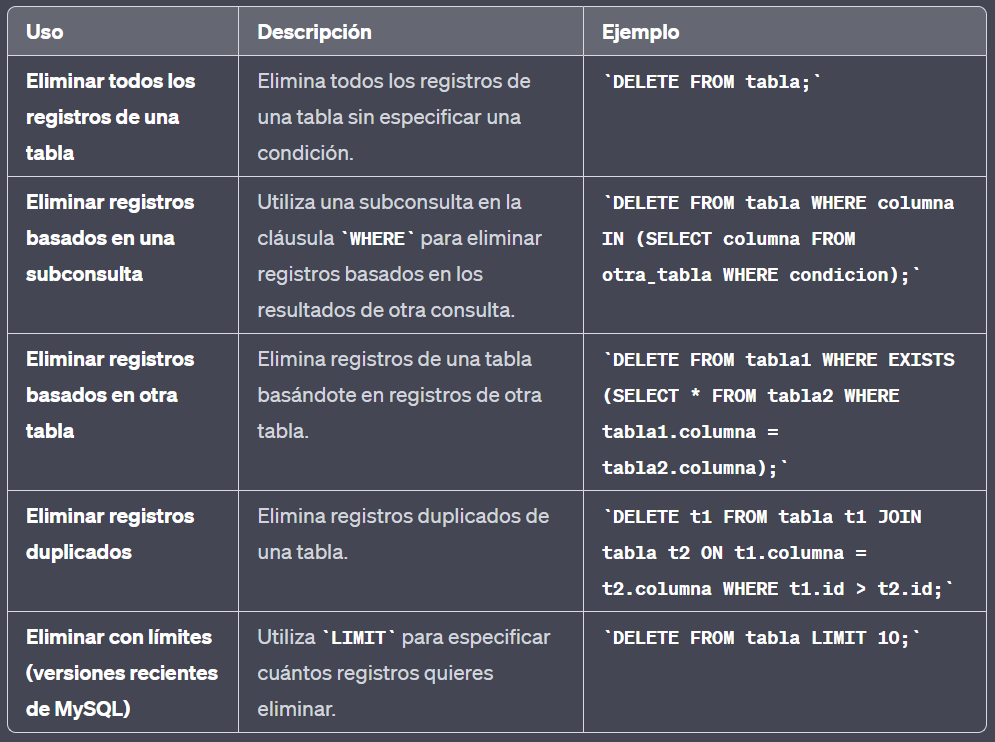 Uso
Descripción
Ejemplo
Eliminar todos los
registros de una
tabla
Elimina todos los registros de
una tabla sin especificar una
condición.
`DELETE FROM tabla;`
Eliminar registros
basados en una
subconsulta
Utiliza una subconsulta en la
cláusula `WHERE` para eliminar
registros basados en los
resultados de otra consulta.
`DELETE FROM tabla WHERE columna
IN (SELECT columna FROM
otra_tabla WHERE condicion);`
Eliminar registros
basados en otra
tabla
Elimina registros de una tabla
basándote en registros de otra
tabla.
`DELETE FROM tabla1 WHERE EXISTS
(SELECT * FROM tabla2 WHERE
tabla1.columna =
tabla2.columna);`
Eliminar registros
duplicados
Elimina registros duplicados de
una tabla.
`DELETE t1 FROM tabla t1 JOIN
tabla t2 ON t1.columna =
t2.columna WHERE t1.id > t2.id;`
Eliminar con límites
(versiones recientes
de MySQL)
Utiliza `LIMIT` para especificar
cuántos registros quieres
eliminar.
`DELETE FROM tabla LIMIT 10;`